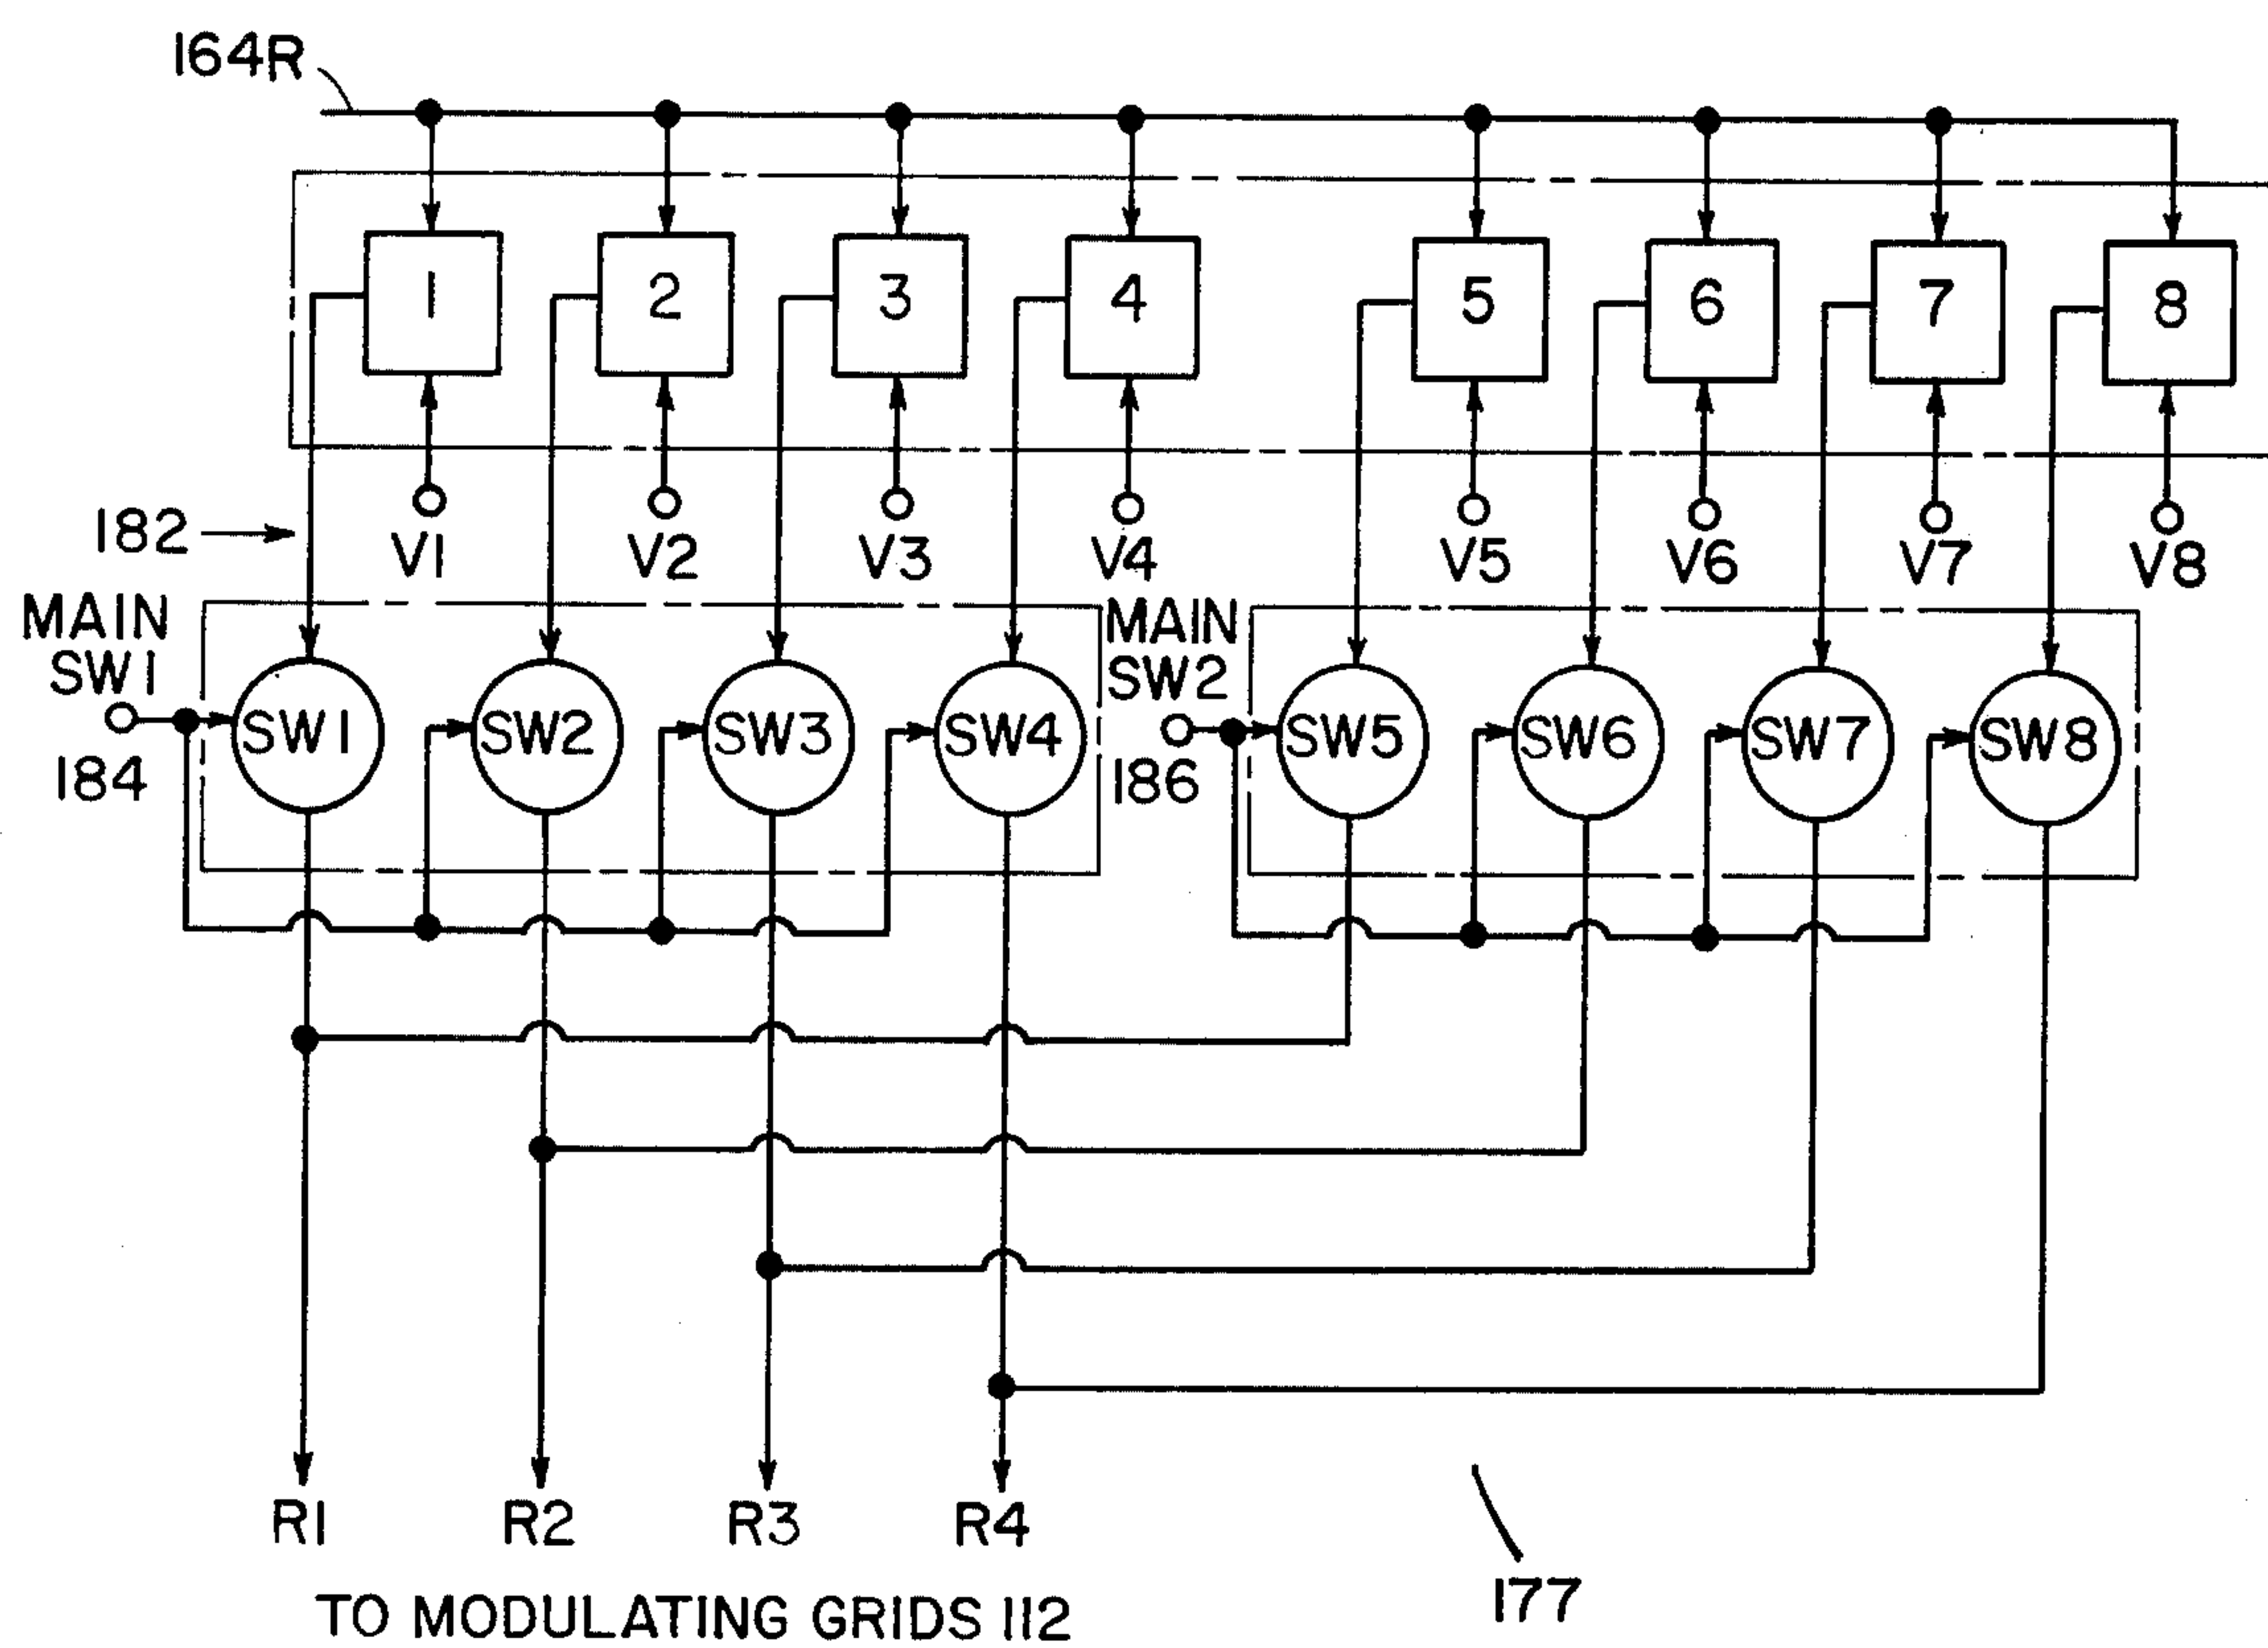 164R
1 2 3 4 5 6 7 8
182
V1 V2 V3 V4 V5 V6 V7 V8
MAIN
SW1
MAIN
SW2
SW1 SW2 SW3 SW4 SW5 SW6 SW7 SW8
184
186
R1 R2 R3 R4
177
TO MODULATING GRIDS 112